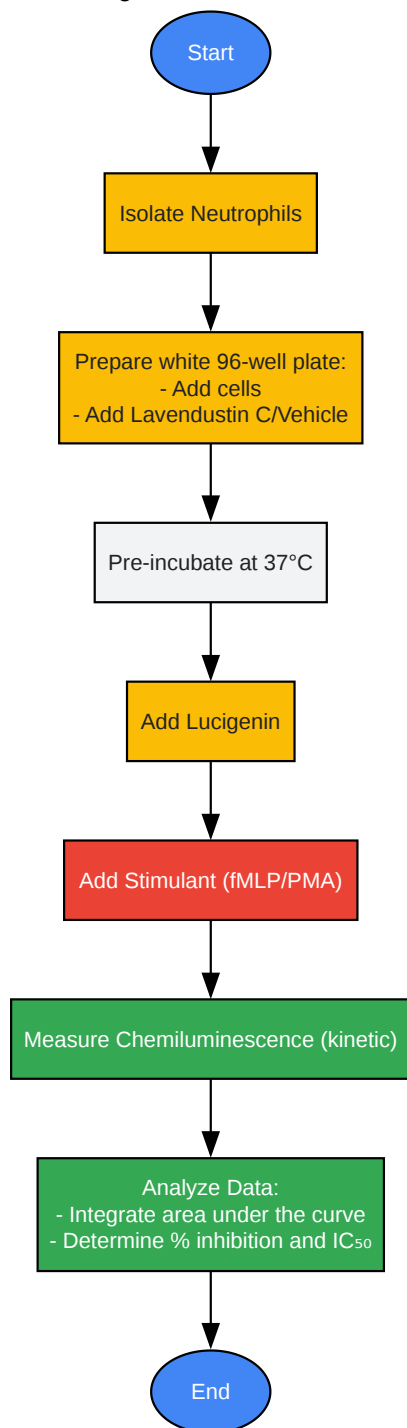 Start
Isolate Neutrophils
Prepare white 96-well plate:
- Add cells
- Add Lavendustin C/Vehicle
Pre-incubate at 37°C
Add Lucigenin
Add Stimulant (fMLP/PMA)
Measure Chemiluminescence (kinetic)
Analyze Data:
- Integrate area under the curve
- Determine % inhibition and IC₅₀
End